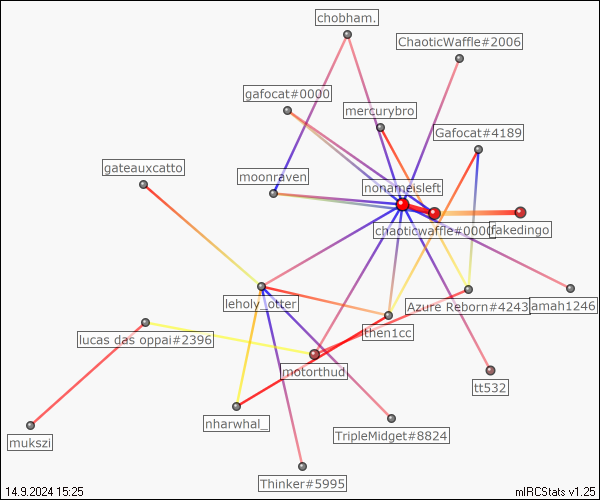 chobham.
ChaoticWaffle#2006
gafocat#0000
mercurybro
Gafocat#4189
gateauxcatto
moonraven
nonameisleft
chaoticwaffle#0000
fakedingo
leholy_otter
Azure Reborn#4243
amah1246
then1cc
lucas das oppai#2396
motorthud
tt532
nharwhal_
TripleMidget#8824
mukszi
Thinker#5995
14.9.2024 15:25
mIRCStats v1.25